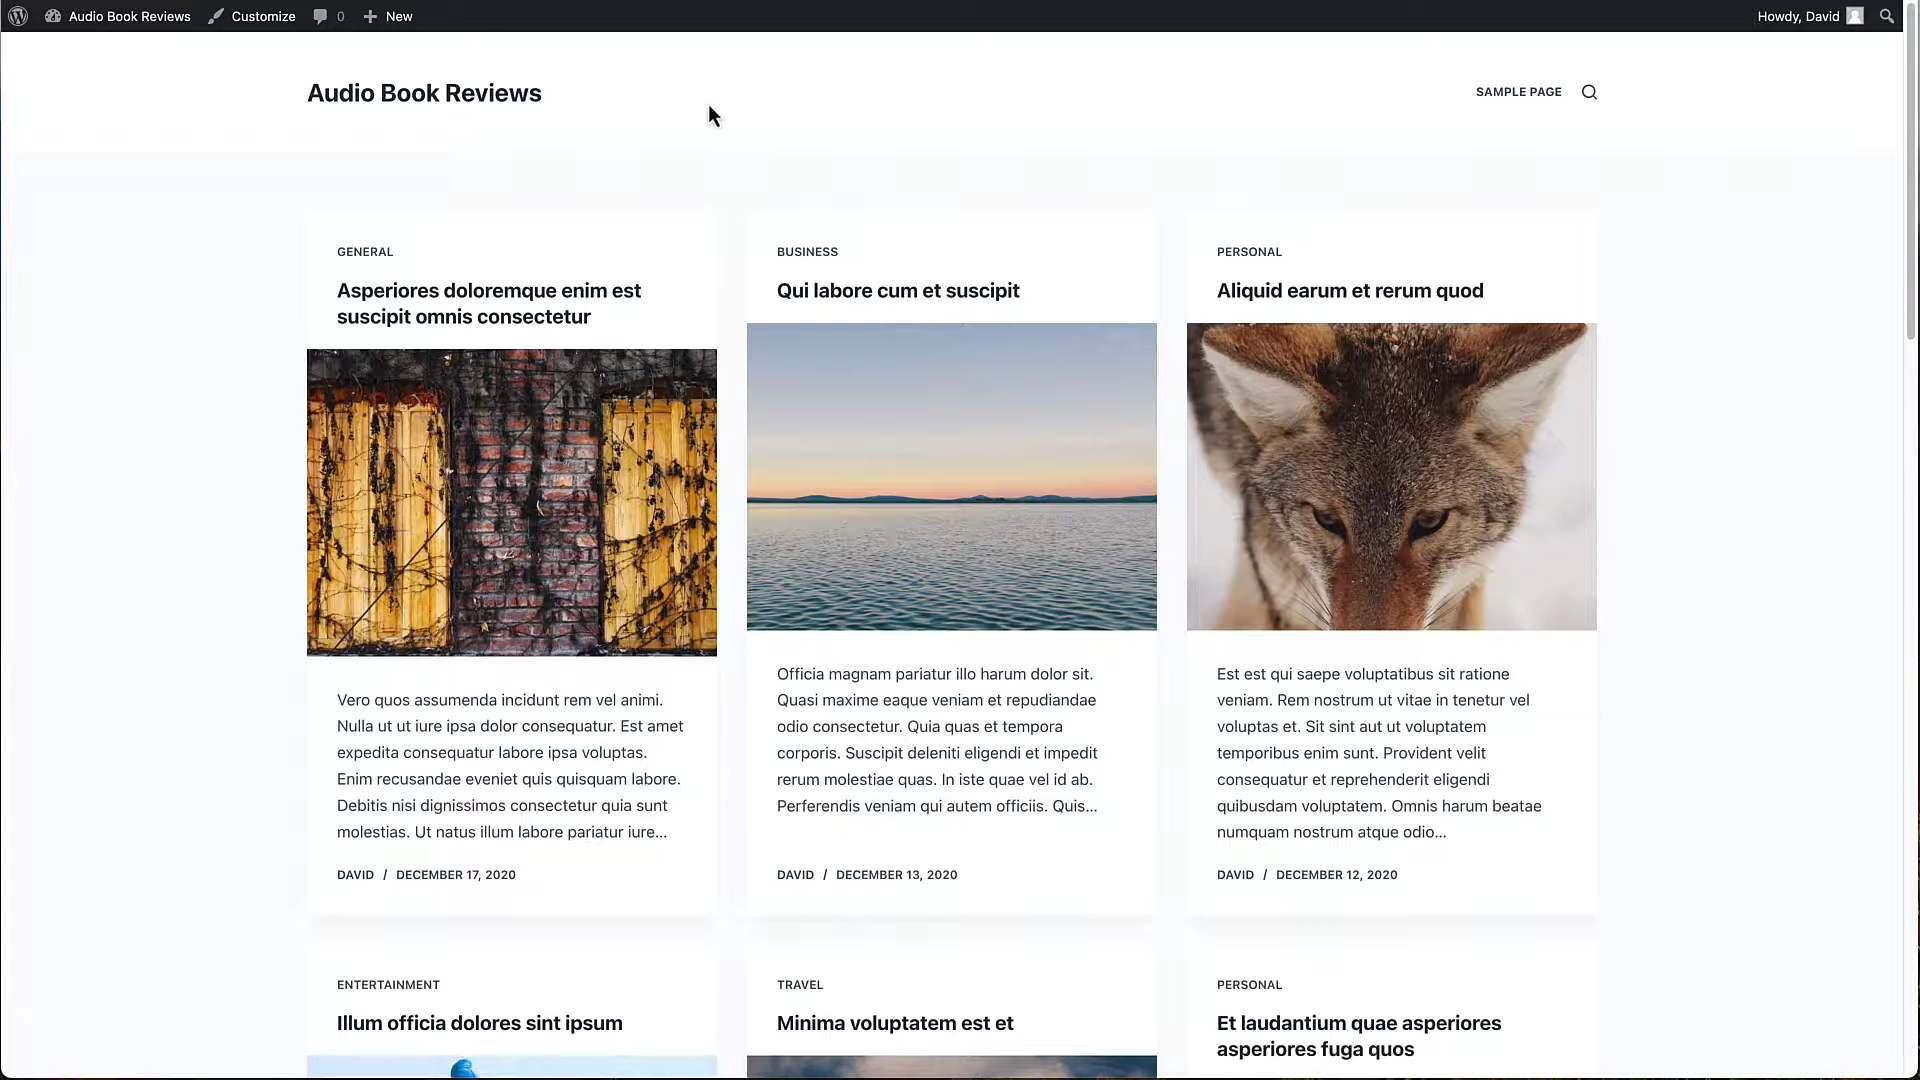 Audio Book Reviews Customize 0 New Howdy, David
Audio Book Reviews
SAMPLE PAGE
GENERAL
Asperiores doloremque enim est
suscipit omnis consectetur
Vero quos assumenda incidunt rem vel animi.
Nulla ut ut iure ipsa dolor consequatur. Est amet
expedita consequatur labore ipsa voluptas.
Enim recusandae eveniet quis quisquam labore.
Debitis nisi dignissimos consectetur quia sunt
molestias. Ut natus illum labore pariatur iure...
DAVID / DECEMBER 17, 2020
BUSINESS
Qui labore cum et suscipit
Officia magnam pariatur illo harum dolor sit.
Quasi maxime eaque veniam et repudiandae
odio consectetur. Quia quas et tempora
corporis. Suscipit deleniti eligendi et impedit
rerum molestiae quas. In iste quae vel id ab.
Perferendis veniam qui autem officiis. Quis...
DAVID / DECEMBER 13, 2020
PERSONAL
Aliquid earum et rerum quod
Est est qui saepe voluptatibus sit ratione
veniam. Rem nostrum ut vitae in tenetur vel
voluptas et. Sit sint aut ut voluptatem
temporibus enim sunt. Provident velit
consequatur et reprehenderit eligendi
quibusdam voluptatem. Omnis harum beatae
numquam nostrum atque odio...
DAVID / DECEMBER 12, 2020
ENTERTAINMENT
Illum officia dolores sint ipsum
TRAVEL
Minima voluptatem est et
PERSONAL
Et laudantium quae asperiores
asperiores fuga quos